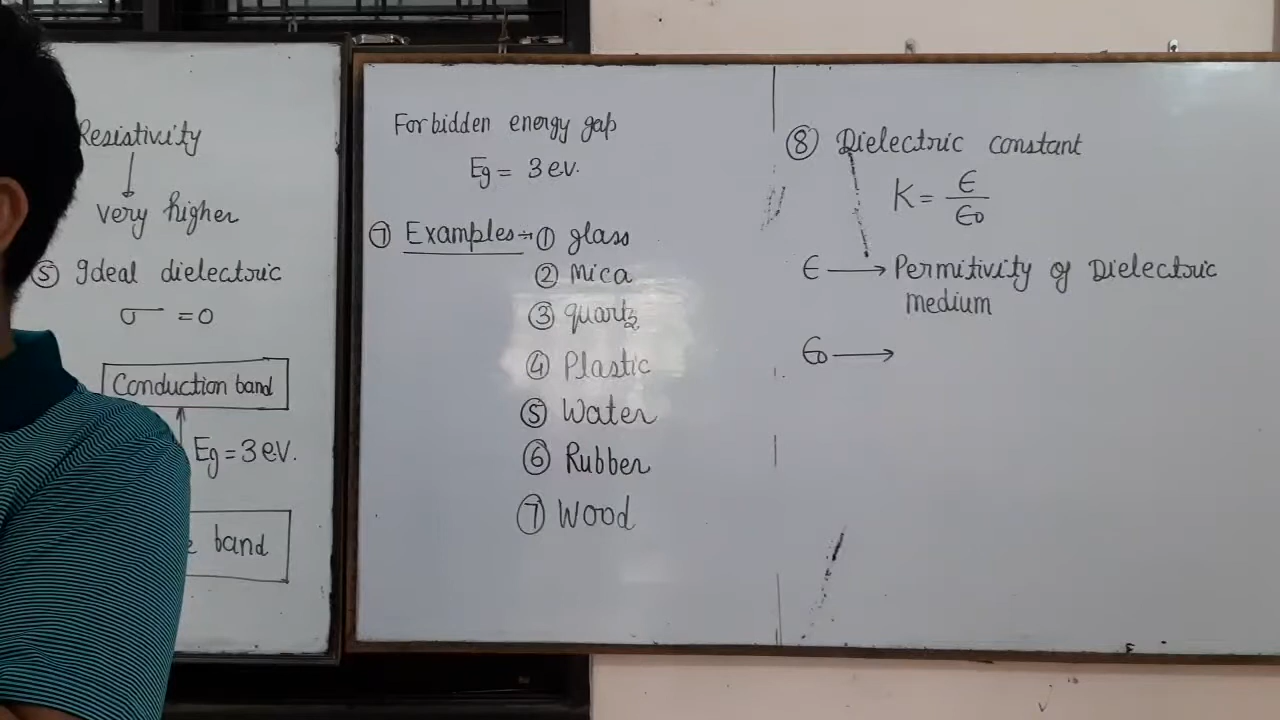 Resistivity
↓
very higher
⑤ Ideal dielectric
σ = 0
Conduction band
Eg = 3 ev.
band
Forbidden energy gap
Eg = 3 ev.
⑦ Examples → ① glass
② Mica
③ quartz
④ Plastic
⑤ Water
⑥ Rubber
⑦ Wood
⑧ Dielectric constant
K = ϵ/ϵ0
ϵ → Permitivity of Dielectric
medium
ϵ0 →